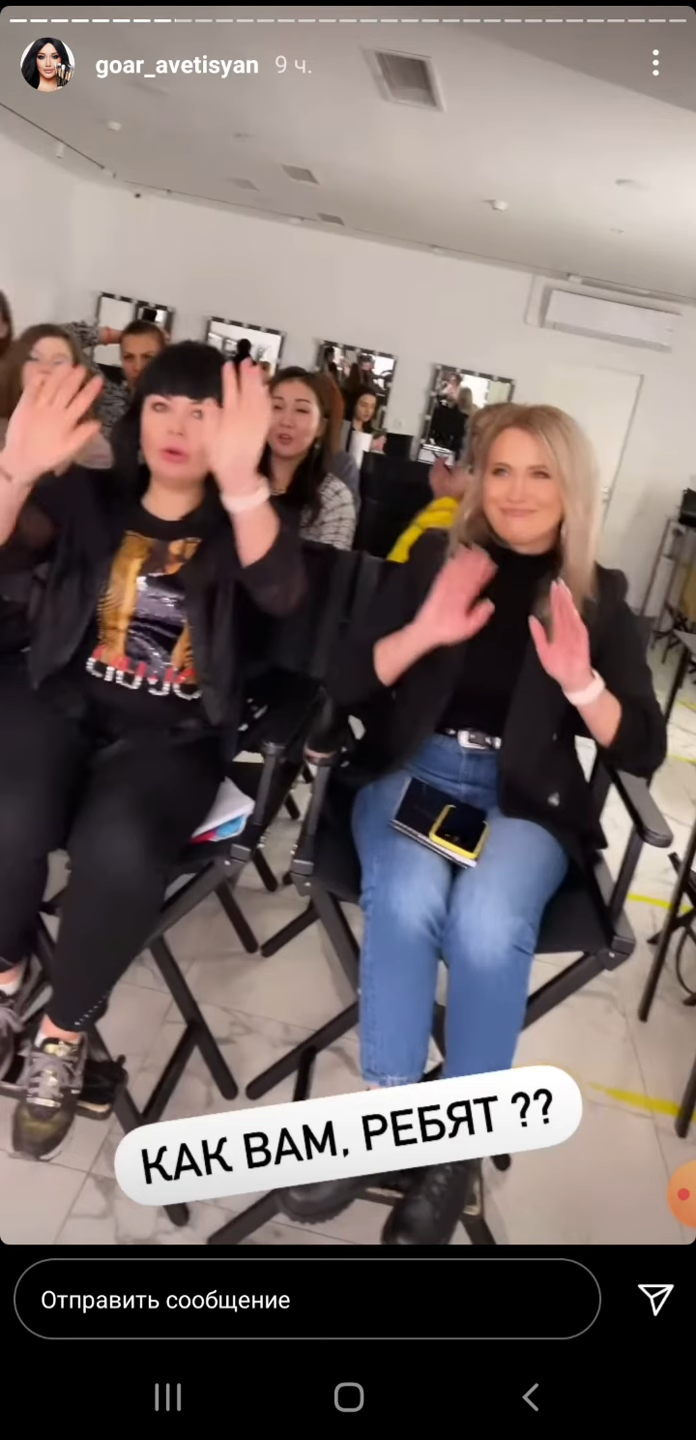 goar_avetisyan 9 ч.
КАК ВАМ, РЕБЯТ ??
Отправить сообщение